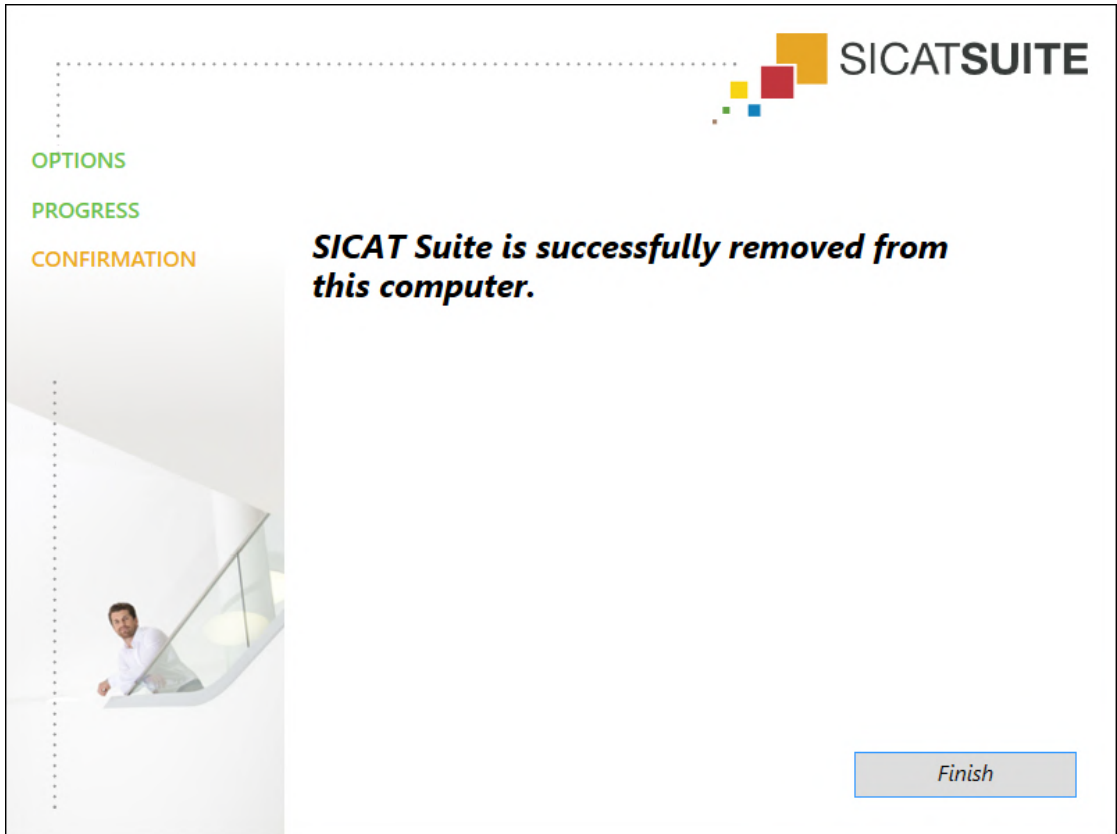 SICATSUITE
OPTIONS
PROGRESS
CONFIRMATION
SICAT Suite is successfully removed from
this computer.
Finish